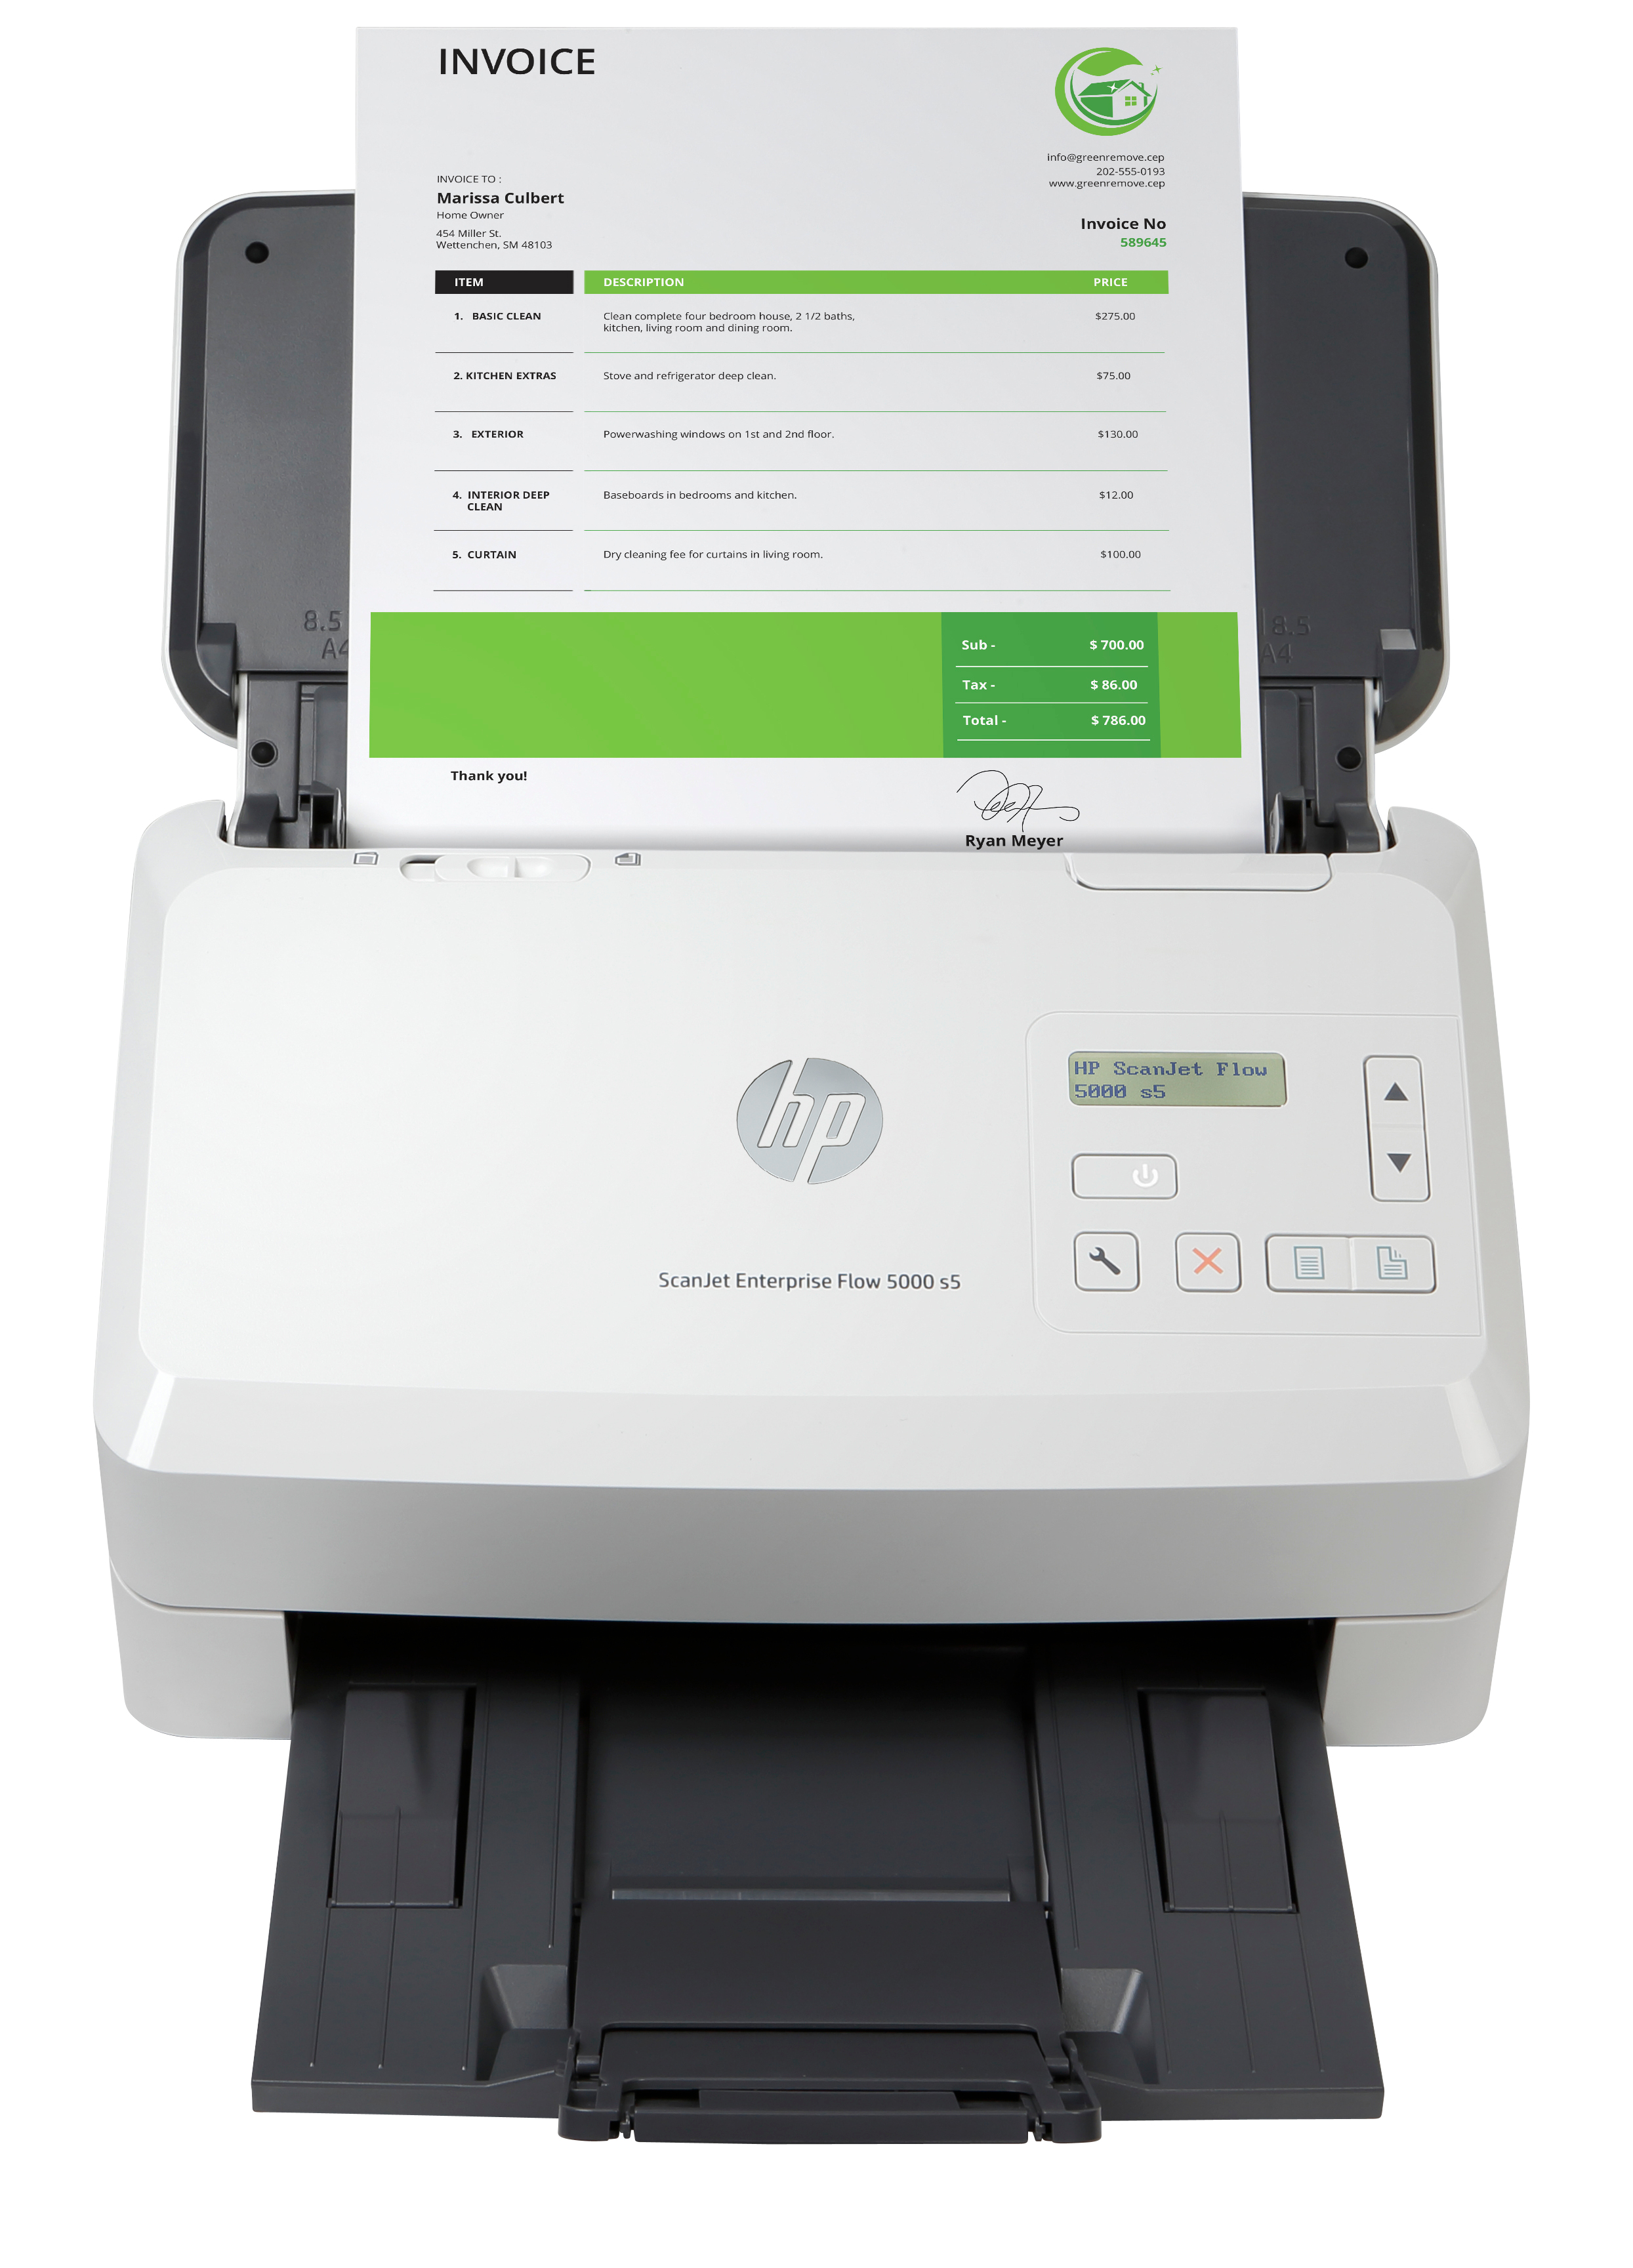 INVOICE
info@greenremove.cep
202-555-0193
www.greenremove.cep
INVOICE TO :
Marissa Culbert
Home Owner
454 Miller St.
Wettenchen, SM 48103
Invoice No
589645
ITEM DESCRIPTION PRICE
1. BASIC CLEAN Clean complete four bedroom house, 2 1/2 baths, $275.00
kitchen, living room and dining room.
2. KITCHEN EXTRAS Stove and refrigerator deep clean. $75.00
3. EXTERIOR Powerwashing windows on 1st and 2nd floor. $130.00
4. INTERIOR DEEP Baseboards in bedrooms and kitchen. $12.00
CLEAN
5. CURTAIN Dry cleaning fee for curtains in living room. $100.00
8.5 8.5
A4 A4
Sub - $ 700.00
Tax - $ 86.00
Total - $ 786.00
Thank you!
Ryan Meyer
hp
HP ScanJet Flow
5000 s5
ScanJet Enterprise Flow 5000 s5